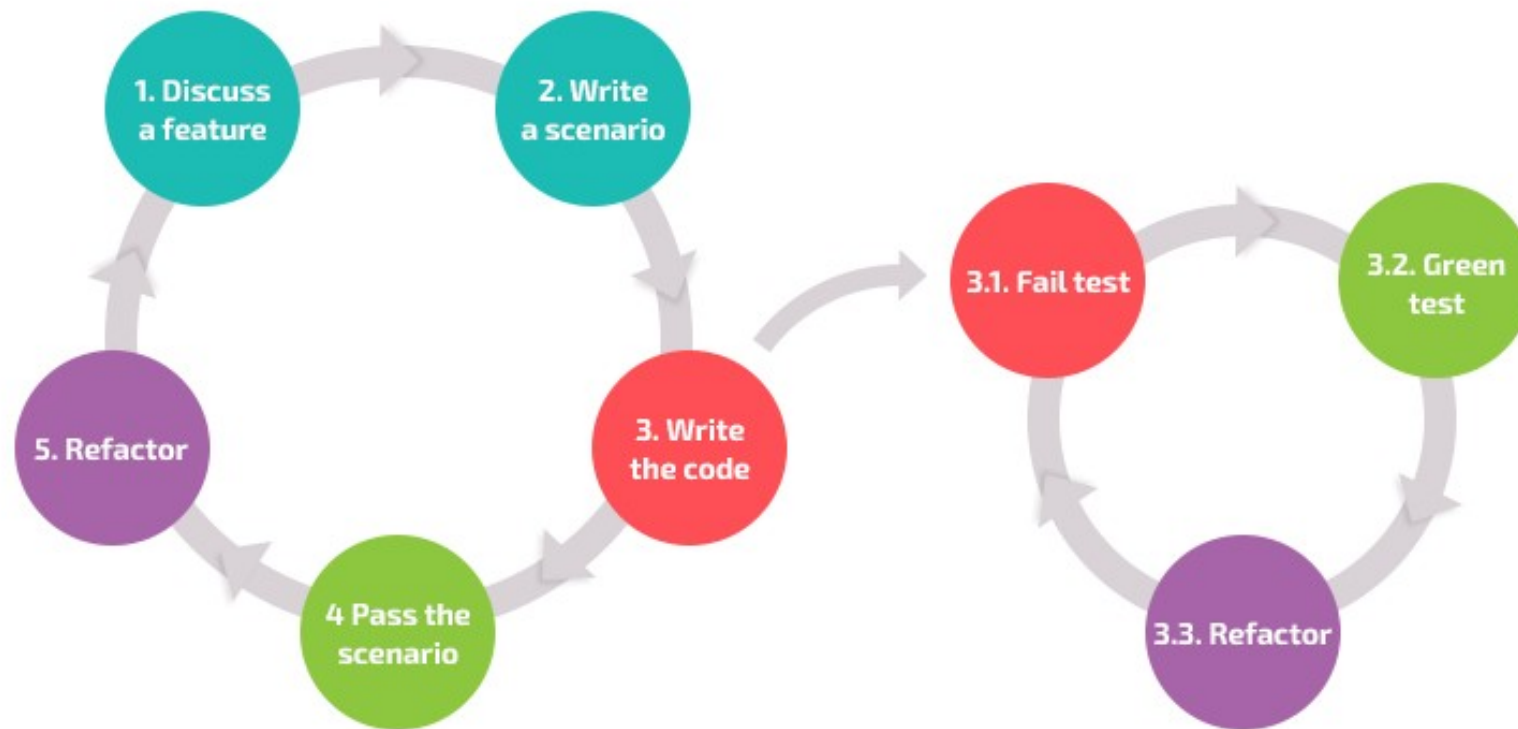 1. Discuss
a feature
2. Write
a scenario
3. Write
the code
4 Pass the
scenario
5. Refactor
3.1. Fail test
3.2. Green
test
3.3. Refactor